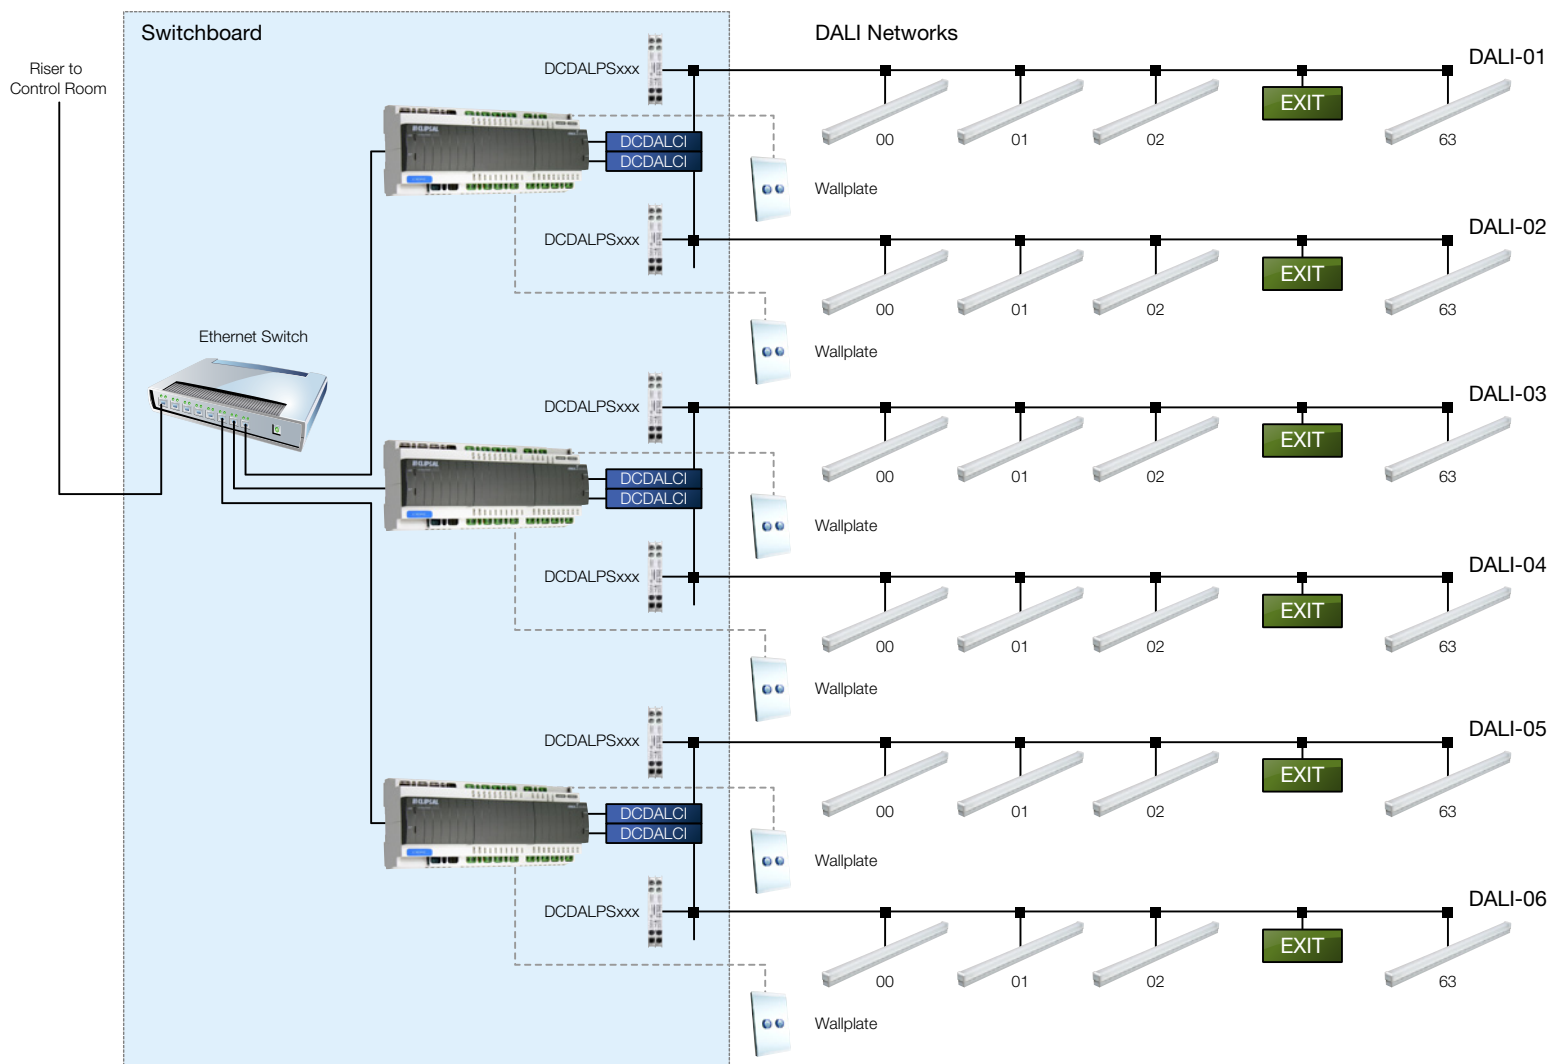 Switchboard
DALI Networks
Riser to
Control Room
DCDALPSxxx
DALI-01
CLIPSAL
DCDALCI
DCDALCI
EXIT
00
01
02
63
Wallplate
DCDALPSxxx
DALI-02
EXIT
00
01
02
63
Ethernet Switch
Wallplate
DCDALPSxxx
DALI-03
CLIPSAL
DCDALCI
DCDALCI
EXIT
00
01
02
63
Wallplate
DCDALPSxxx
DALI-04
EXIT
00
01
02
63
Wallplate
DCDALPSxxx
DALI-05
CLIPSAL
DCDALCI
DCDALCI
EXIT
00
01
02
63
Wallplate
DCDALPSxxx
DALI-06
EXIT
00
01
02
63
Wallplate